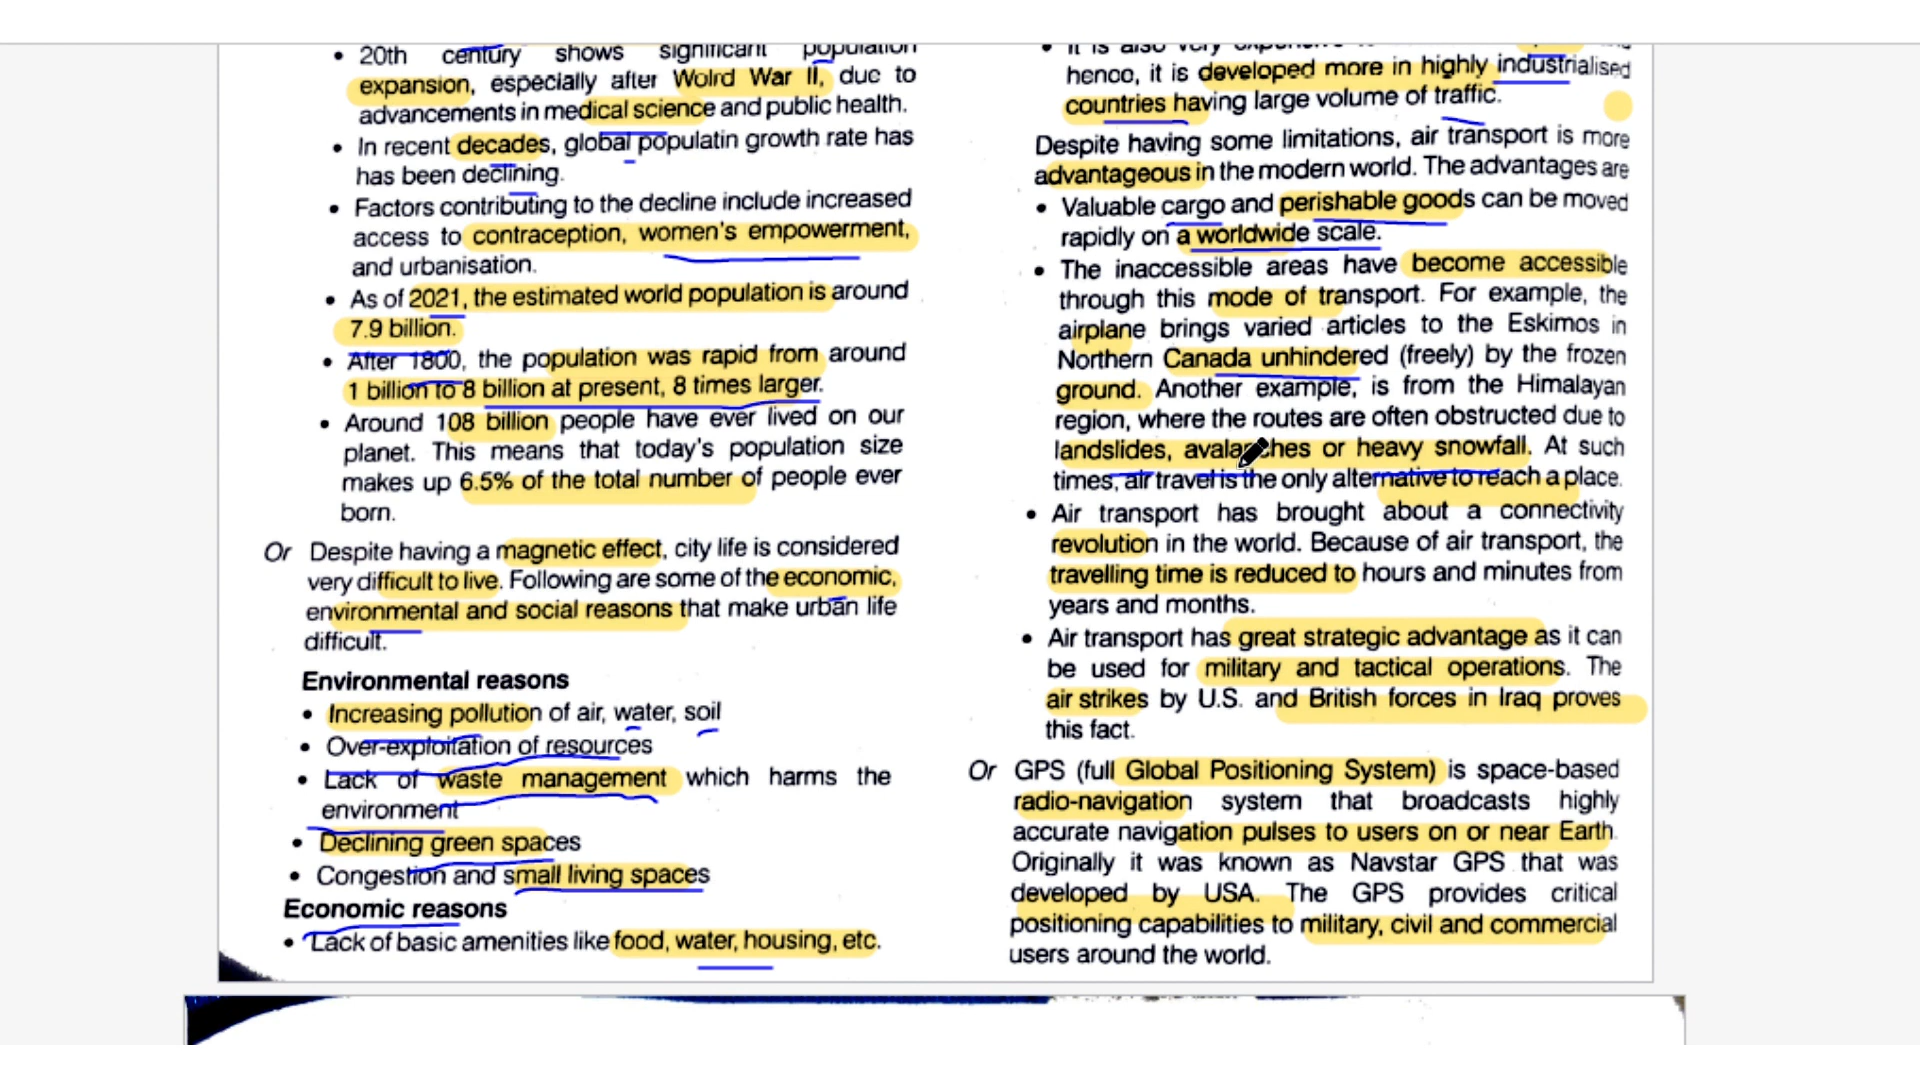 • 20th century shows significant population
expansion, especially after Wolrd War II, due to
advancements in medical science and public health.
• In recent decades, global populatin growth rate has
has been declining.
• Factors contributing to the decline include increased
access to contraception, women's empowerment,
and urbanisation.
• As of 2021, the estimated world population is around
7.9 billion.
• After 1800, the population was rapid from around
1 billion to 8 billion at present, 8 times larger.
• Around 108 billion people have ever lived on our
planet. This means that today's population size
makes up 6.5% of the total number of people ever
born.
Or Despite having a magnetic effect, city life is considered
very difficult to live. Following are some of the economic,
environmental and social reasons that make urban life
difficult.
Environmental reasons
• Increasing pollution of air, water, soil
• Over-exploitation of resources
• Lack of waste management which harms the
environment
• Declining green spaces
• Congestion and small living spaces
Economic reasons
• Lack of basic amenities like food, water, housing, etc.
• It is also very expensive
hence, it is developed more in highly industrialised
countries having large volume of traffic.
Despite having some limitations, air transport is more
advantageous in the modern world. The advantages are
• Valuable cargo and perishable goods can be moved
rapidly on a worldwide scale.
• The inaccessible areas have become accessible
through this mode of transport. For example, the
airplane brings varied articles to the Eskimos in
Northern Canada unhindered (freely) by the frozen
ground. Another example, is from the Himalayan
region, where the routes are often obstructed due to
landslides, avalanches or heavy snowfall. At such
times, air travel is the only alternative to reach a place.
• Air transport has brought about a connectivity
revolution in the world. Because of air transport, the
travelling time is reduced to hours and minutes from
years and months.
• Air transport has great strategic advantage as it can
be used for military and tactical operations. The
air strikes by U.S. and British forces in Iraq proves
this fact.
Or GPS (full Global Positioning System) is space-based
radio-navigation system that broadcasts highly
accurate navigation pulses to users on or near Earth.
Originally it was known as Navstar GPS that was
developed by USA. The GPS provides critical
positioning capabilities to military, civil and commercial
users around the world.